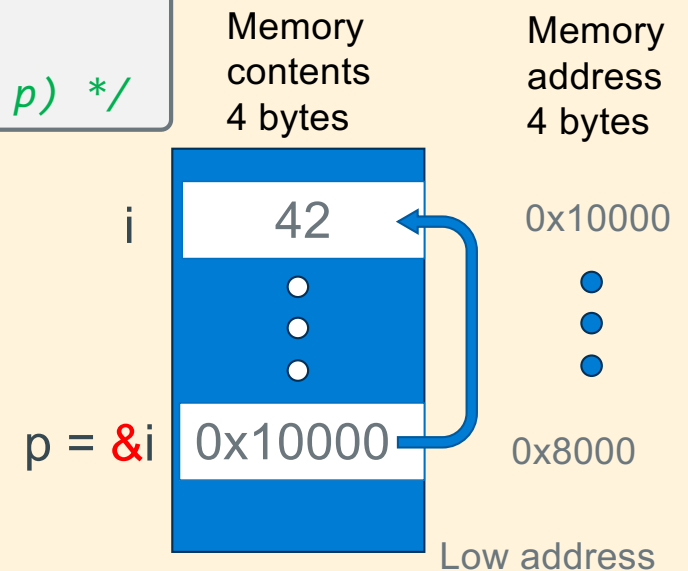 p) */
Memory
contents
4 bytes
Memory
address
4 bytes
i
42
0x10000
p = &i
0x10000
0x8000
Low address